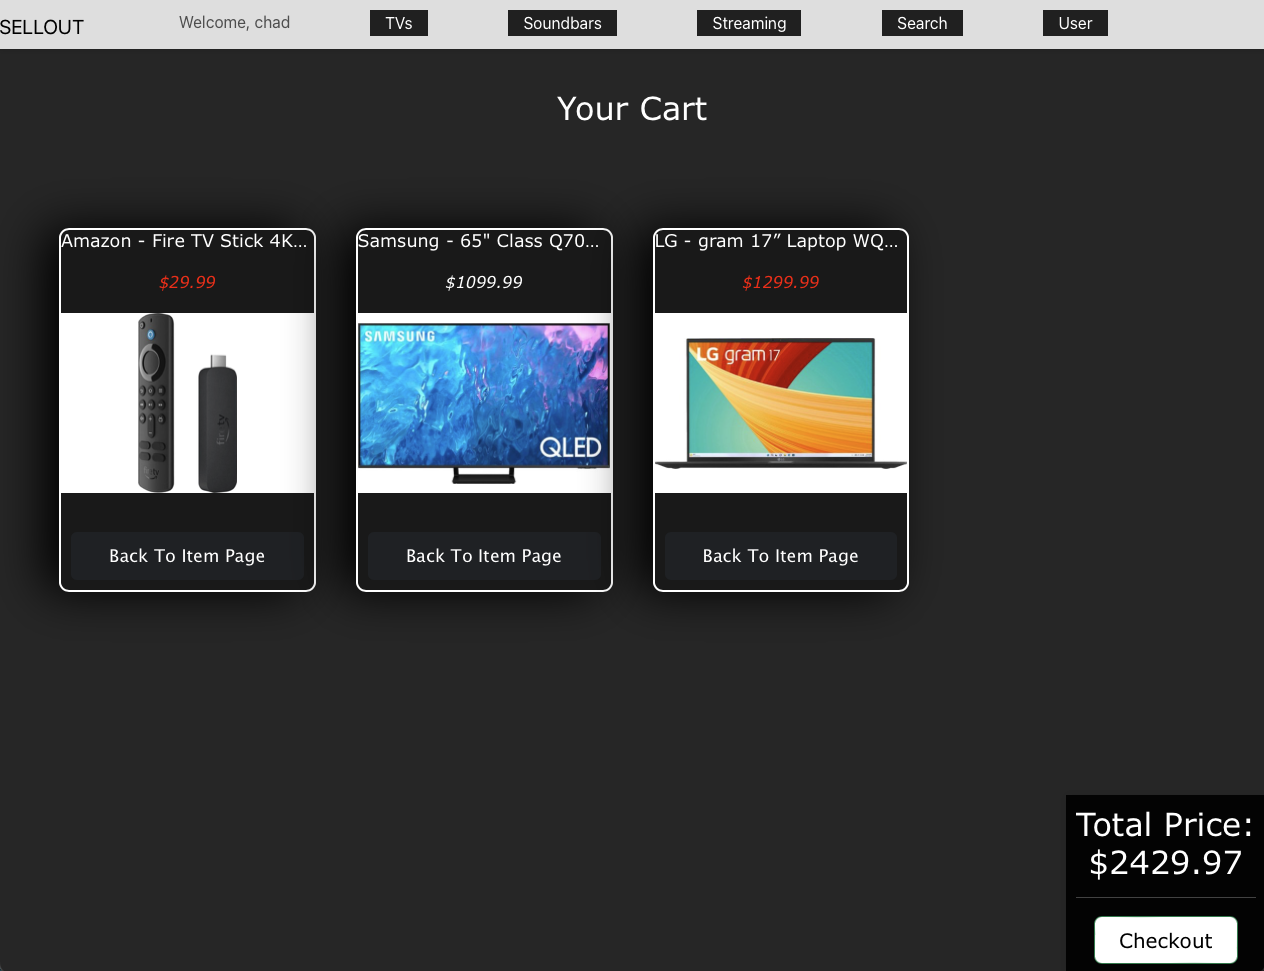 SELLOUT
Welcome, chad
TVs
Soundbars
Streaming
Search
User
Your Cart
Amazon - Fire TV Stick 4K...
$29.99
Back To Item Page
Samsung - 65" Class Q70...
$1099.99
SAMSUNG
QLED
Back To Item Page
LG - gram 17” Laptop WQ...
$1299.99
LG gram 17
Back To Item Page
Total Price:
$2429.97
Checkout